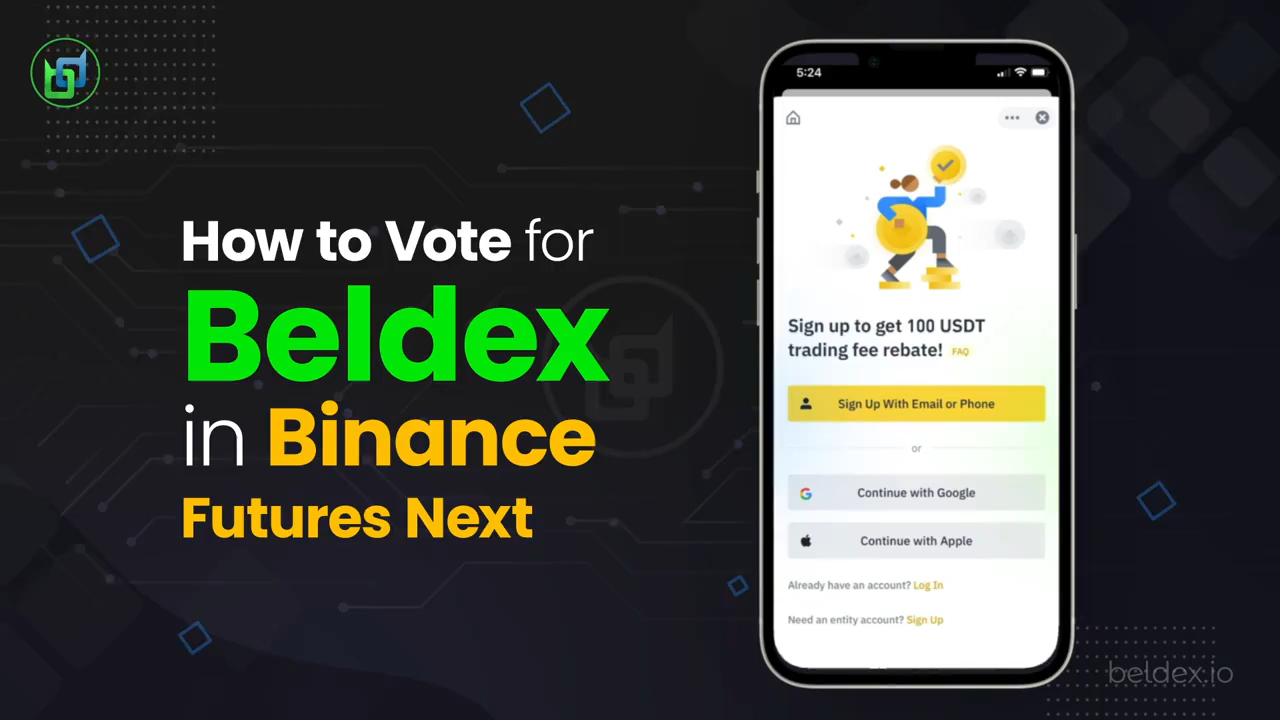 How to Vote for
Beldex
in Binance
Futures Next
5:24
Sign up to get 100 USDT
trading fee rebate! FAQ
Sign Up With Email or Phone
or
Continue with Google
Continue with Apple
Already have an account? Log In
Need an entity account? Sign Up
beldex.io